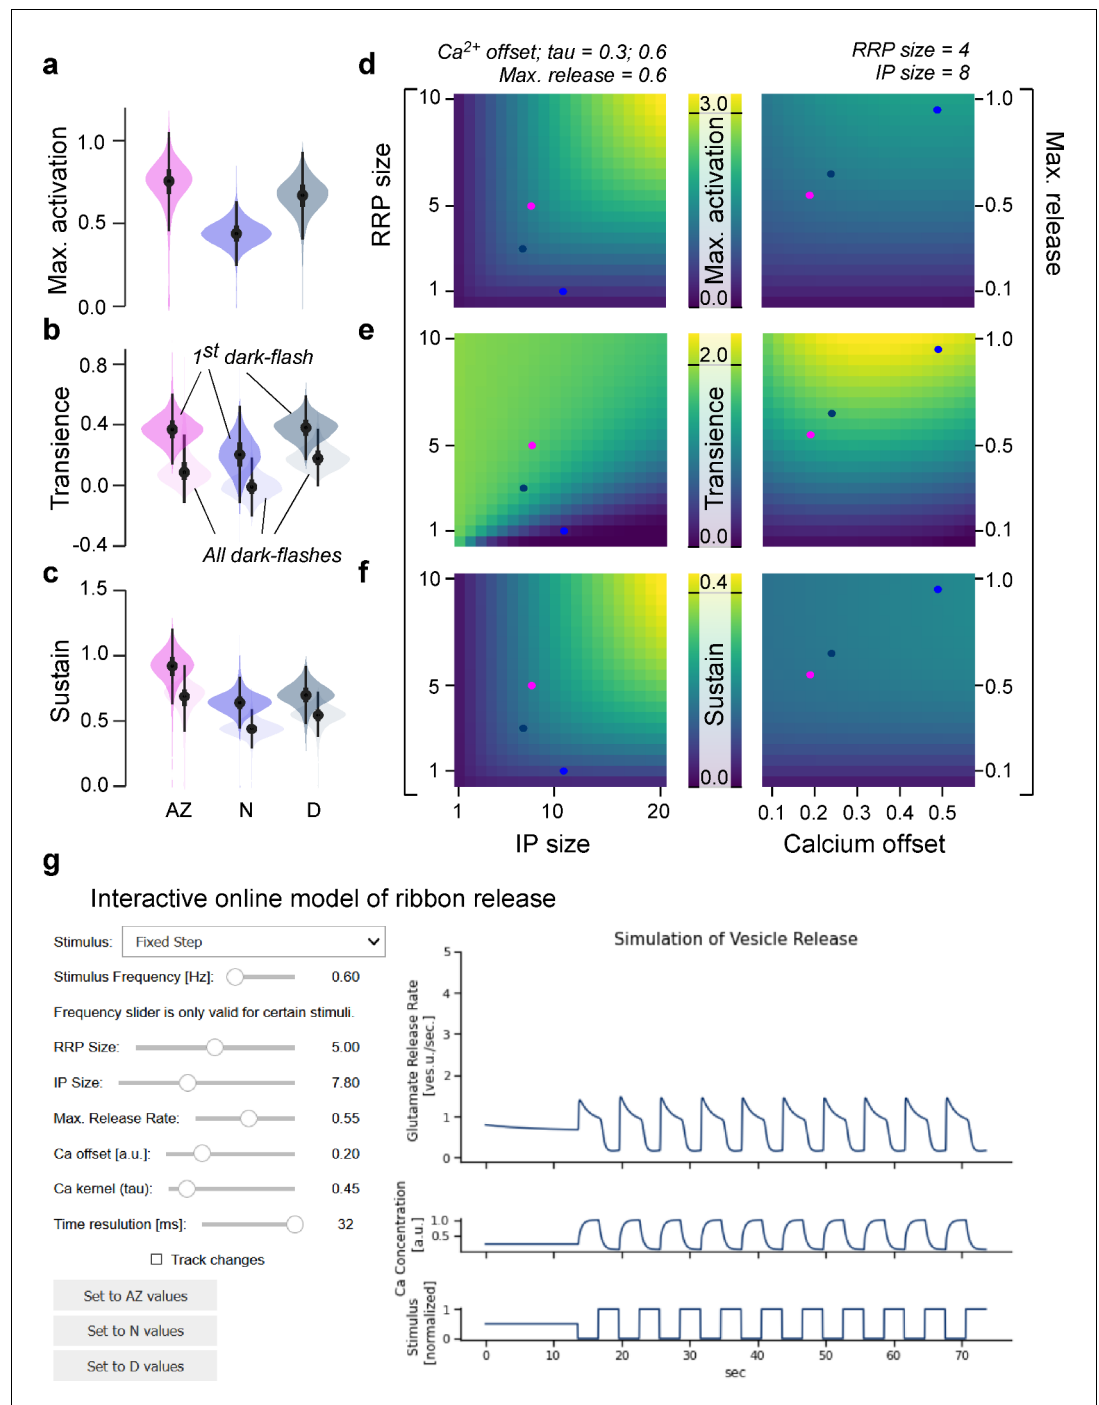 a
Max. activation
1.0
0.5
0.0
b
1st dark-flash
Transience
0.8
0.4
0.0
-0.4
All dark-flashes
c
Sustain
1.5
1.0
0.5
0.0
AZ N D
d
Ca2+ offset; tau = 0.3; 0.6
Max. release = 0.6
RRP size = 4
IP size = 8
RRP size
10
5
1
3.0
Max. activation
0.0
1.0
0.5
0.1
Max. release
e
10
5
1
2.0
Transience
0.0
1.0
0.5
0.1
f
10
5
1
0.4
Sustain
0.0
1.0
0.5
0.1
1 10 20
IP size
0.1 0.2 0.3 0.4 0.5
Calcium offset
g
Interactive online model of ribbon release
Stimulus: Fixed Step
Stimulus Frequency [Hz]: 0.60
Frequency slider is only valid for certain stimuli.
RRP Size: 5.00
IP Size: 7.80
Max. Release Rate: 0.55
Ca offset [a.u.]: 0.20
Ca kernel (tau): 0.45
Time resulution [ms]: 32
Track changes
Set to AZ values
Set to N values
Set to D values
Simulation of Vesicle Release
Glutamate Release Rate
[ves.u./sec.]
5
4
3
2
1
0
Ca Concentration
[a.u.]
1.0
0.5
Stimulus
[normalized]
1
0
0 10 20 30 40 50 60 70
sec